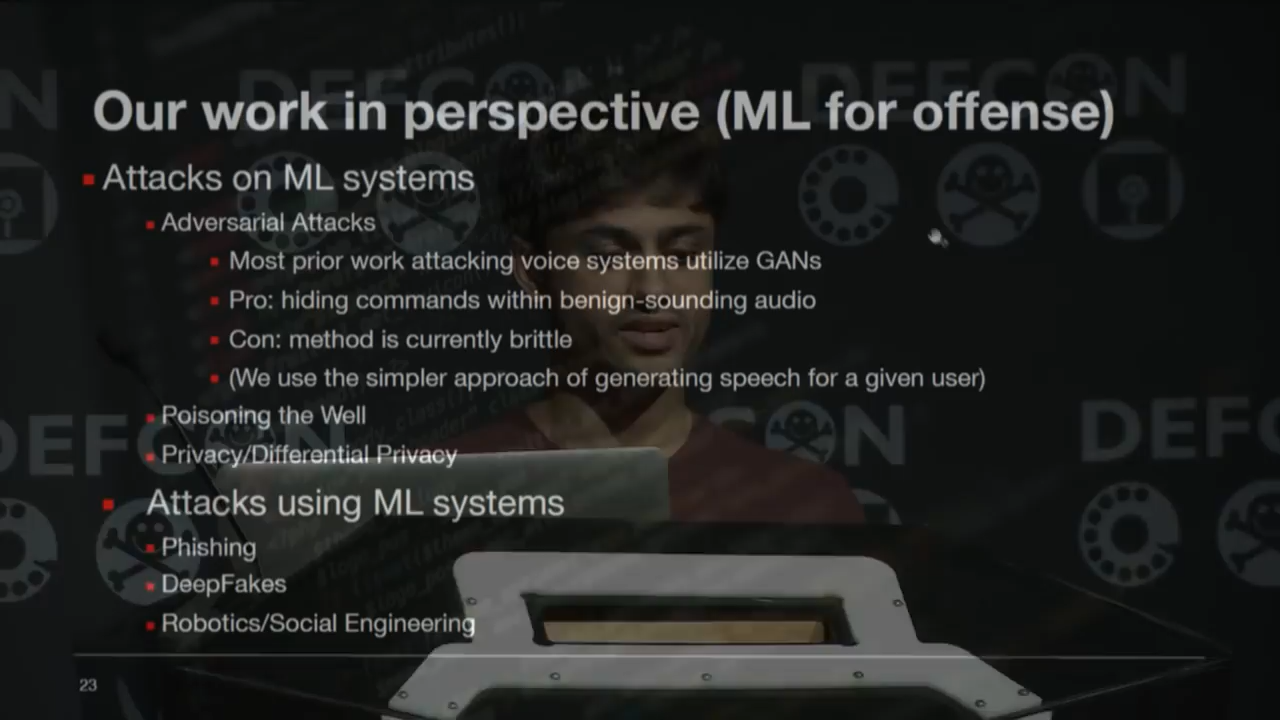 DEFCON
DEFCON
Our work in perspective (ML for offense)
Attacks on ML systems
Adversarial Attacks
Most prior work attacking voice systems utilize GANs
Pro: hiding commands within benign-sounding audio
Con: method is currently brittle
(We use the simpler approach of generating speech for a given user)
Poisoning the Well
Privacy/Differential Privacy
Attacks using ML systems
Phishing
DeepFakes
Robotics/Social Engineering
23